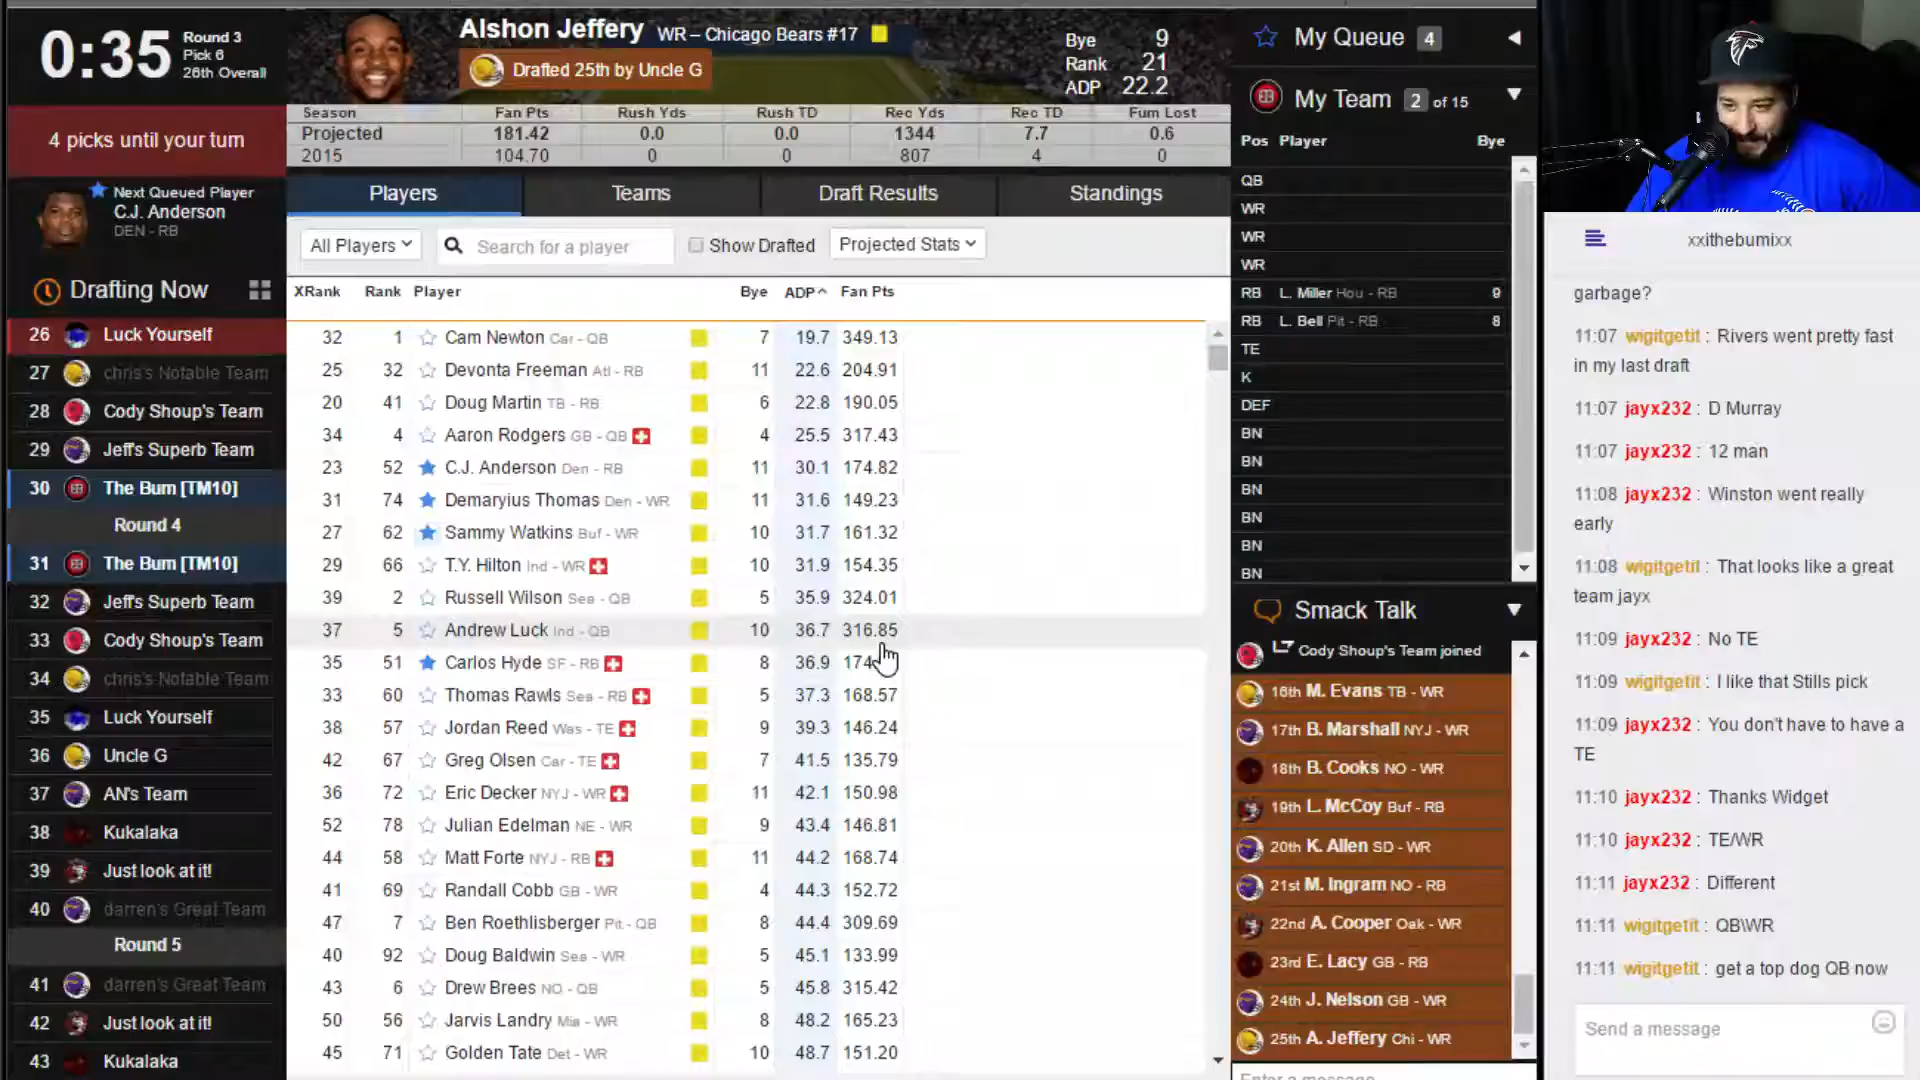 0:35
Round 3
Pick 6
26th Overall
4 picks until your turn
Next Queued Player
C.J. Anderson
DEN - RB
Drafting Now
26 Luck Yourself
27 chris's Notable Team
28 Cody Shoup's Team
29 Jeff's Superb Team
30 The Bum [TM10]
Round 4
31 The Bum [TM10]
32 Jeff's Superb Team
33 Cody Shoup's Team
34 chris's Notable Team
35 Luck Yourself
36 Uncle G
37 AN's Team
38 Kukalaka
39 Just look at it!
40 darren's Great Team
Round 5
41 darren's Great Team
42 Just look at it!
43 Kukalaka
Alshon Jeffery WR – Chicago Bears #17
Drafted 25th by Uncle G
Bye 9
Rank 21
ADP 22.2
Season Fan Pts Rush Yds Rush TD Rec Yds Rec TD Fum Lost
Projected 181.42 0.0 0.0 1344 7.7 0.6
2015 104.70 0 0 807 4 0
Players Teams Draft Results Standings
All Players Search for a player Show Drafted Projected Stats
XRank Rank Player Bye ADP^ Fan Pts
32 1 Cam Newton Car - QB 7 19.7 349.13
25 32 Devonta Freeman Atl - RB 11 22.6 204.91
20 41 Doug Martin TB - RB 6 22.8 190.05
34 4 Aaron Rodgers GB - QB 4 25.5 317.43
23 52 C.J. Anderson Den - RB 11 30.1 174.82
31 74 Demaryius Thomas Den - WR 11 31.6 149.23
27 62 Sammy Watkins Buf - WR 10 31.7 161.32
29 66 T.Y. Hilton Ind - WR 10 31.9 154.35
39 2 Russell Wilson Sea - QB 5 35.9 324.01
37 5 Andrew Luck Ind - QB 10 36.7 316.85
35 51 Carlos Hyde SF - RB 8 36.9 174
33 60 Thomas Rawls Sea - RB 5 37.3 168.57
38 57 Jordan Reed Was - TE 9 39.3 146.24
42 67 Greg Olsen Car - TE 7 41.5 135.79
36 72 Eric Decker NYJ - WR 11 42.1 150.98
52 78 Julian Edelman NE - WR 9 43.4 146.81
44 58 Matt Forte NYJ - RB 11 44.2 168.74
41 69 Randall Cobb GB - WR 4 44.3 152.72
47 7 Ben Roethlisberger Pit - QB 8 44.4 309.69
40 92 Doug Baldwin Sea - WR 5 45.1 133.99
43 6 Drew Brees NO - QB 5 45.8 315.42
50 56 Jarvis Landry Mia - WR 8 48.2 165.23
45 71 Golden Tate Det - WR 10 48.7 151.20
My Queue 4
My Team 2 of 15
Pos Player Bye
QB
WR
WR
WR
RB L. Miller Hou - RB 9
RB L. Bell Pit - RB 8
TE
K
DEF
BN
BN
BN
BN
BN
BN
Smack Talk
Cody Shoup's Team joined
16th M. Evans TB - WR
17th B. Marshall NYJ - WR
18th B. Cooks NO - WR
19th L. McCoy Buf - RB
20th K. Allen SD - WR
21st M. Ingram NO - RB
22nd A. Cooper Oak - WR
23rd E. Lacy GB - RB
24th J. Nelson GB - WR
25th A. Jeffery Chi - WR
Enter a message
xxithebumixx
garbage?
11:07 wigitgetit : Rivers went pretty fast
in my last draft
11:07 jayx232 : D Murray
11:07 jayx232 : 12 man
11:08 jayx232 : Winston went really
early
11:08 wigitgetit : That looks like a great
team jayx
11:09 jayx232 : No TE
11:09 wigitgetit : I like that Stills pick
11:09 jayx232 : You don't have to have a
TE
11:10 jayx232 : Thanks Widget
11:10 jayx232 : TE/WR
11:11 jayx232 : Different
11:11 wigitgetit : QB\WR
11:11 wigitgetit : get a top dog QB now
Send a message